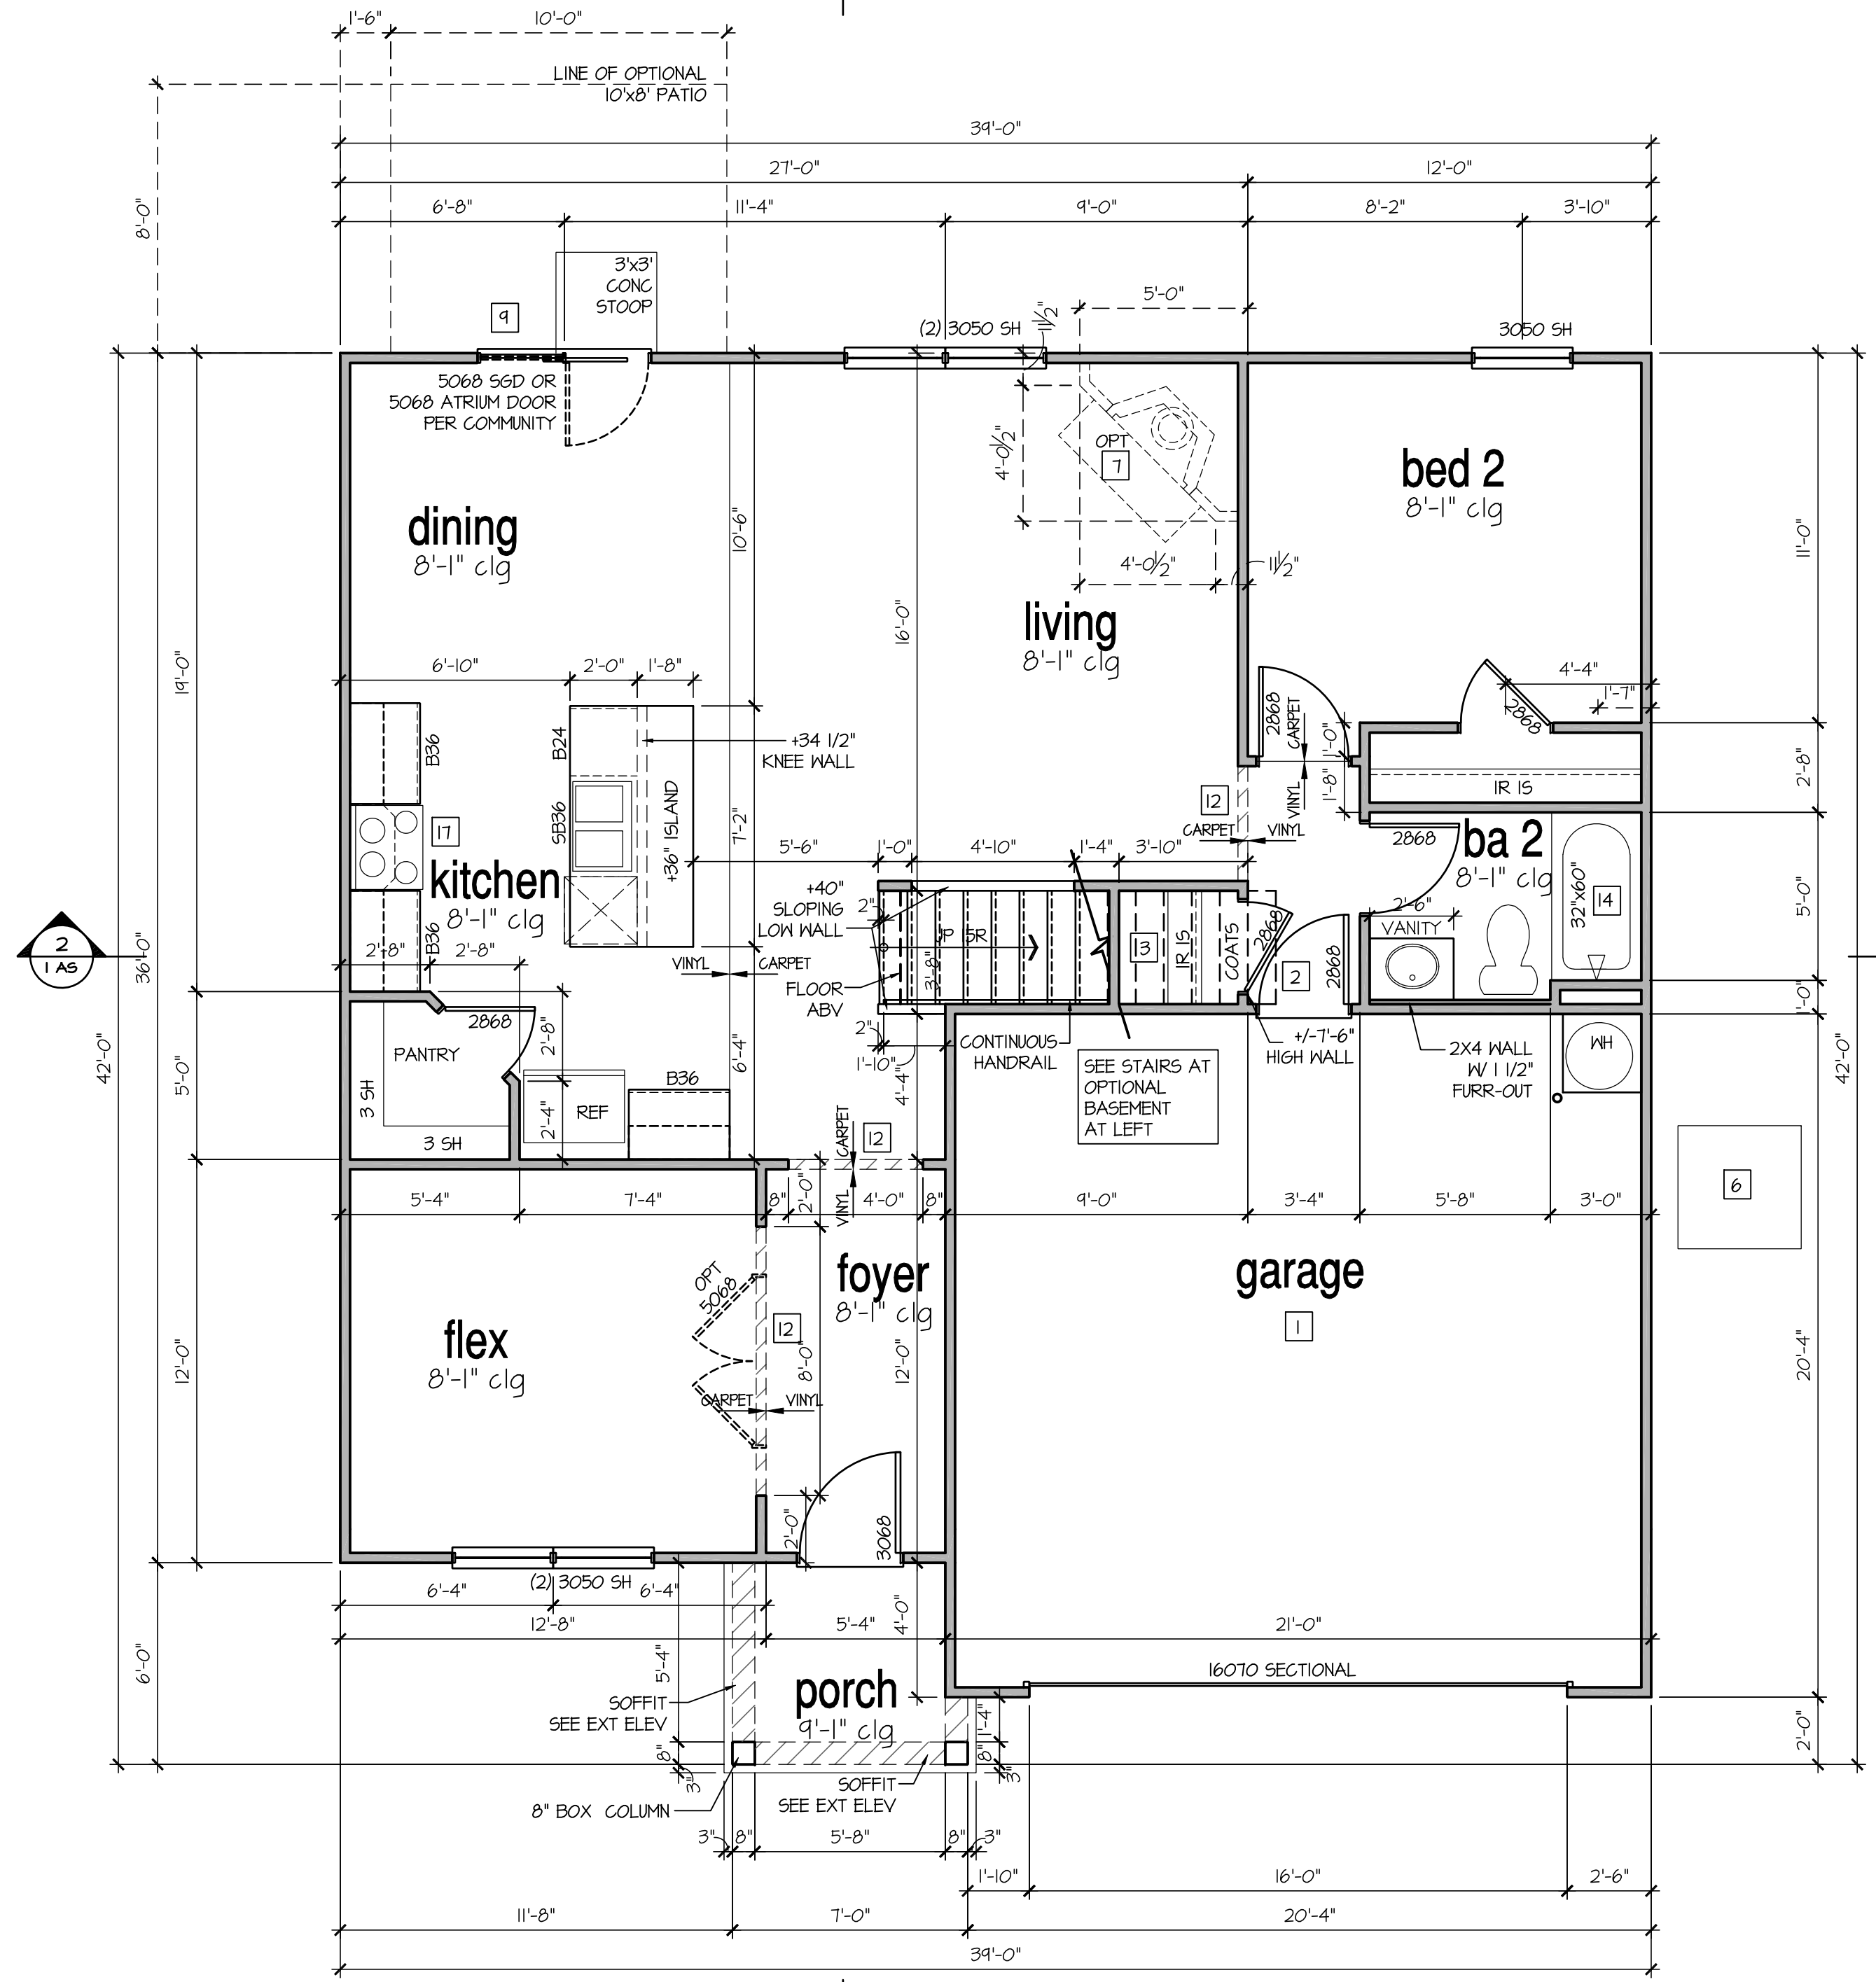 1'-6"
10'-0"
LINE OF OPTIONAL
10'x8' PATIO
39'-0"
27'-0"
12'-0"
8'-0"
6'-8"
11'-4"
9'-0"
8'-2"
3'-10"
3'x3'
CONC
STOOP
9
5'-0"
11/2"
(2) 3050 SH
3050 SH
5068 SGD OR
5068 ATRIUM DOOR
PER COMMUNITY
OPT
7
4'-01/2"
bed 2
8'-1" clg
dining
8'-1" clg
10'-6"
11'-0"
4'-01/2"
11/2"
16'-0"
living
8'-1" clg
19'-0"
6'-10"
2'-0"
1'-8"
4'-4"
1'-7"
2868
2868
CARPET
1'-0"
B36
B24
+34 1/2"
KNEE WALL
2'-8"
1'-8"
VINYL
IR 1S
12
17
SB36
+36" ISLAND
7'-2"
CARPET
VINYL
2868
ba 2
8'-1" clg
kitchen
8'-1" clg
5'-6"
1'-0"
4'-10"
1'-4"
3'-10"
32"x60"
14
5'-0"
+40"
SLOPING
LOW WALL
2"
2'-6"
VANITY
2
1 AS
36'-0"
B36
2'-8"
2'-8"
UP 15R
13
IR 1S
COATS
2868
2
2868
3'-8"
VINYL
CARPET
FLOOR
ABV
1'-0"
2868
PANTRY
2'-8"
6'-4"
2"
1'-10"
4'-4"
CONTINUOUS
HANDRAIL
+/-7'-6"
HIGH WALL
2X4 WALL
W/ 1 1/2"
FURR-OUT
WH
42'-0"
42'-0"
5'-0"
3 SH
3 SH
2'-4"
REF
B36
SEE STAIRS AT
OPTIONAL
BASEMENT
AT LEFT
CARPET
12
6
5'-4"
7'-4"
8"
2'-0"
VINYL
4'-0"
8"
9'-0"
3'-4"
5'-8"
3'-0"
OPT
5068
foyer
8'-1" clg
garage
1
flex
8'-1" clg
12
8'-0"
12'-0"
12'-0"
20'-4"
CARPET
VINYL
2'-0"
3068
(2) 3050 SH
6'-4"
6'-4"
12'-8"
5'-4"
4'-0"
21'-0"
6'-0"
5'-4"
16070 SECTIONAL
porch
9'-1" clg
SOFFIT
SEE EXT ELEV
1'-4"
2'-0"
8"
8"
3"
3"
SOFFIT
SEE EXT ELEV
8" BOX COLUMN
3"
8"
5'-8"
8"
3"
1'-10"
16'-0"
2'-6"
11'-8"
7'-0"
20'-4"
39'-0"